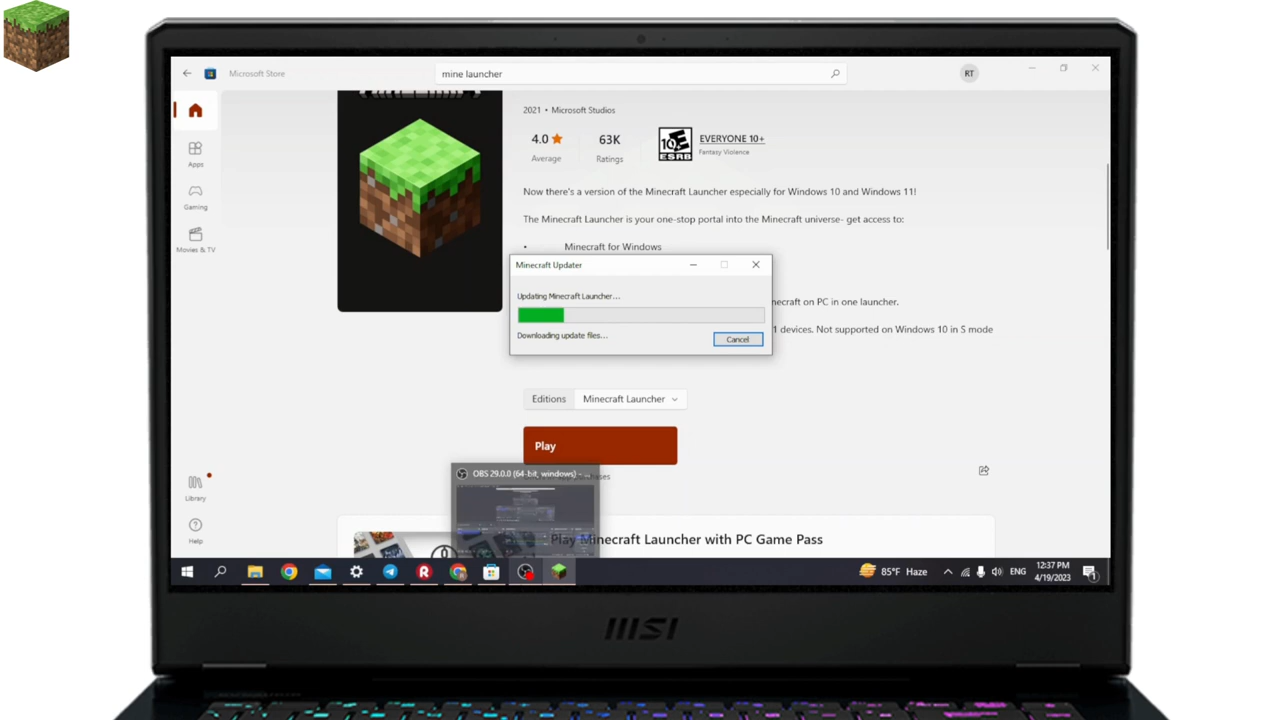 Microsoft Store
mine launcher
RT
2021 • Microsoft Studios
4.0
63K
EVERYONE 10+
Average
Ratings
ESRB
Fantasy Violence
Apps
Gaming
Movies & TV
Now there's a version of the Minecraft Launcher especially for Windows 10 and Windows 11!
The Minecraft Launcher is your one-stop portal into the Minecraft universe- get access to:
• Minecraft for Windows
Minecraft Updater
Updating Minecraft Launcher...
Downloading update files...
Cancel
necraft on PC in one launcher.
1 devices. Not supported on Windows 10 in S mode
Editions
Minecraft Launcher
Play
OBS 29.0.0 (64-bit, windows) - ...
purchases
Library
Help
Play Minecraft Launcher with PC Game Pass
85°F Haze
ENG
12:37 PM
4/19/2023
1
msi